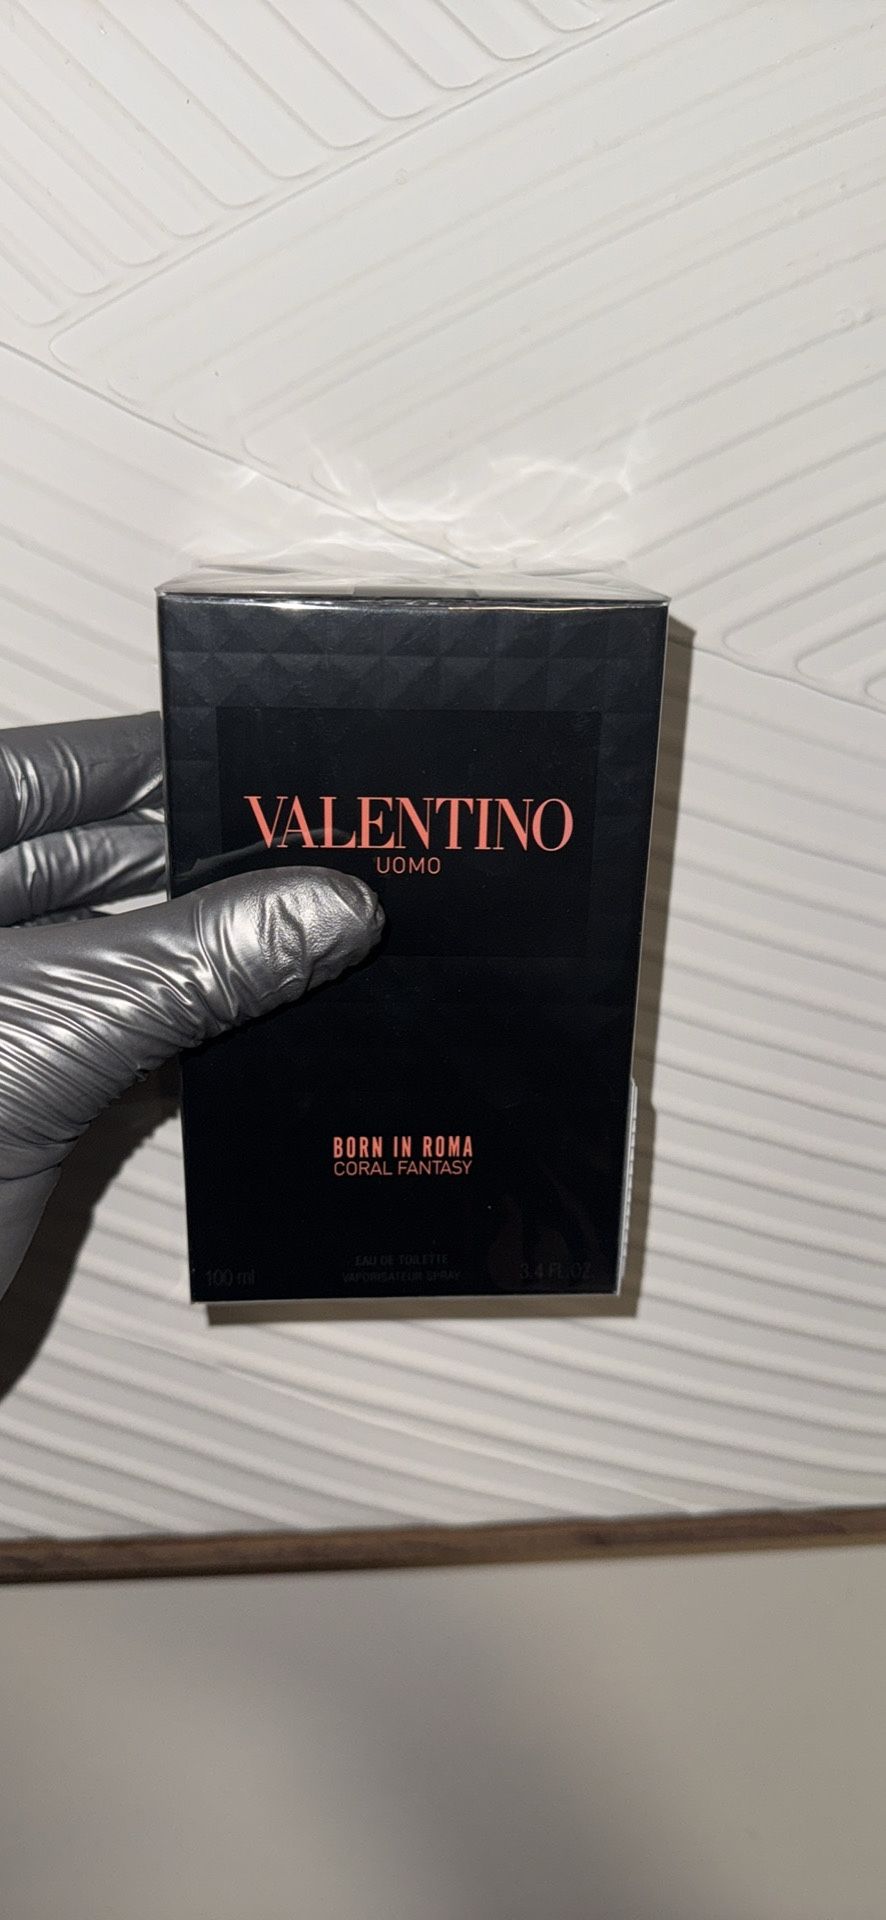 VALENTINO
UOMO
BORN IN ROMA
CORAL FANTASY
EAU DE TOILETTE
100 ml VAPORISATEUR SPRAY 3.4 FL.OZ.